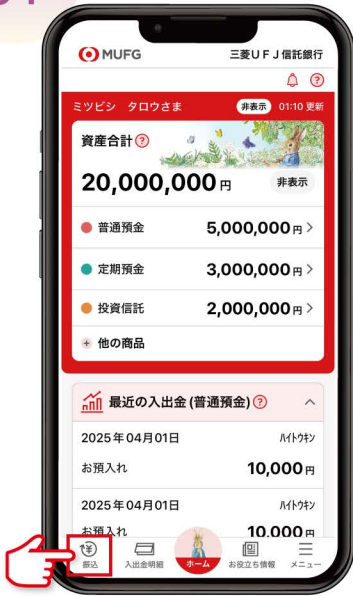 MUFG 三菱UFJ信託銀行
ミツビシ タロウさま 非表示 01:10 更新
資産合計?
20,000,000円 非表示
普通預金 5,000,000円 >
定期預金 3,000,000円 >
投資信託 2,000,000円 >
+ 他の商品
最近の入出金(普通預金)?
2025年04月01日 ハイトウキン
お預入れ 10,000円
2025年04月01日 ハイトウキン
お預入れ 10,000円
振込 入出金明細 ホーム お役立ち情報 メニュー